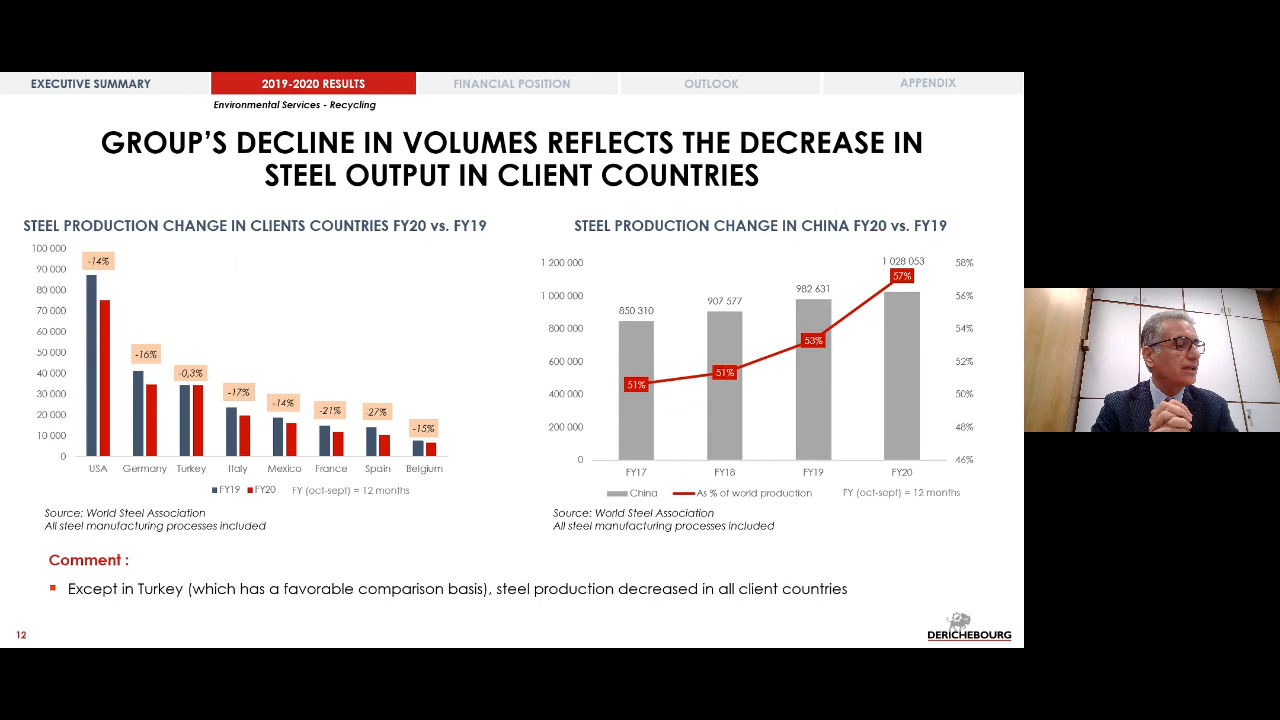 EXECUTIVE SUMMARY
2019-2020 RESULTS
FINANCIAL POSITION
OUTLOOK
APPENDIX
Environmental Services - Recycling
GROUP'S DECLINE IN VOLUMES REFLECTS THE DECREASE IN
STEEL OUTPUT IN CLIENT COUNTRIES
STEEL PRODUCTION CHANGE IN CLIENTS COUNTRIES FY20 vs. FY19
100 000
90 000
80 000
70 000
60 000
50 000
40 000
30 000
20 000
10 000
0
-14%
-16%
-0,3%
-17%
-14%
-21%
-27%
-15%
USA Germany Turkey Italy Mexico France Spain Belgium
FY19 FY20 FY (oct-sept) = 12 months
Source: World Steel Association
All steel manufacturing processes included
STEEL PRODUCTION CHANGE IN CHINA FY20 vs. FY19
1 200 000
1 000 000
800 000
600 000
400 000
200 000
0
850 310
907 577
982 631
1 028 053
51%
51%
53%
57%
58%
56%
54%
52%
50%
48%
46%
FY17 FY18 FY19 FY20
China As % of world production FY (oct-sept) = 12 months
Source: World Steel Association
All steel manufacturing processes included
Comment :
Except in Turkey (which has a favorable comparison basis), steel production decreased in all client countries
12
DERICHEBOURG